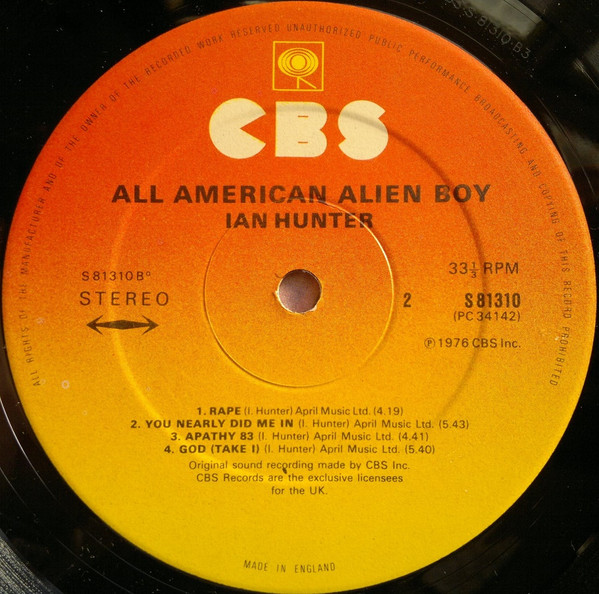 ALL RIGHTS OF THE MANUFACTURER AND OF THE OWNER OF THE RECORDED WORK RESERVED UNAUTHORIZED PUBLIC PERFORMANCE BROADCASTING AND COPYING OF THIS RECORD PROHIBITED
CBS
ALL AMERICAN ALIEN BOY
IAN HUNTER
S 81310 Bº
STEREO
33⅓ RPM
2 S 81310
(PC 34142)
℗ 1976 CBS Inc.
1. RAPE (I. Hunter) April Music Ltd. (4.19)
2. YOU NEARLY DID ME IN (I. Hunter) April Music Ltd. (5.43)
3. APATHY 83 (I. Hunter) April Music Ltd. (4.41)
4. GOD (TAKE I) (I. Hunter) April Music Ltd. (5.40)
Original sound recording made by CBS Inc.
CBS Records are the exclusive licensees
for the UK.
MADE IN ENGLAND